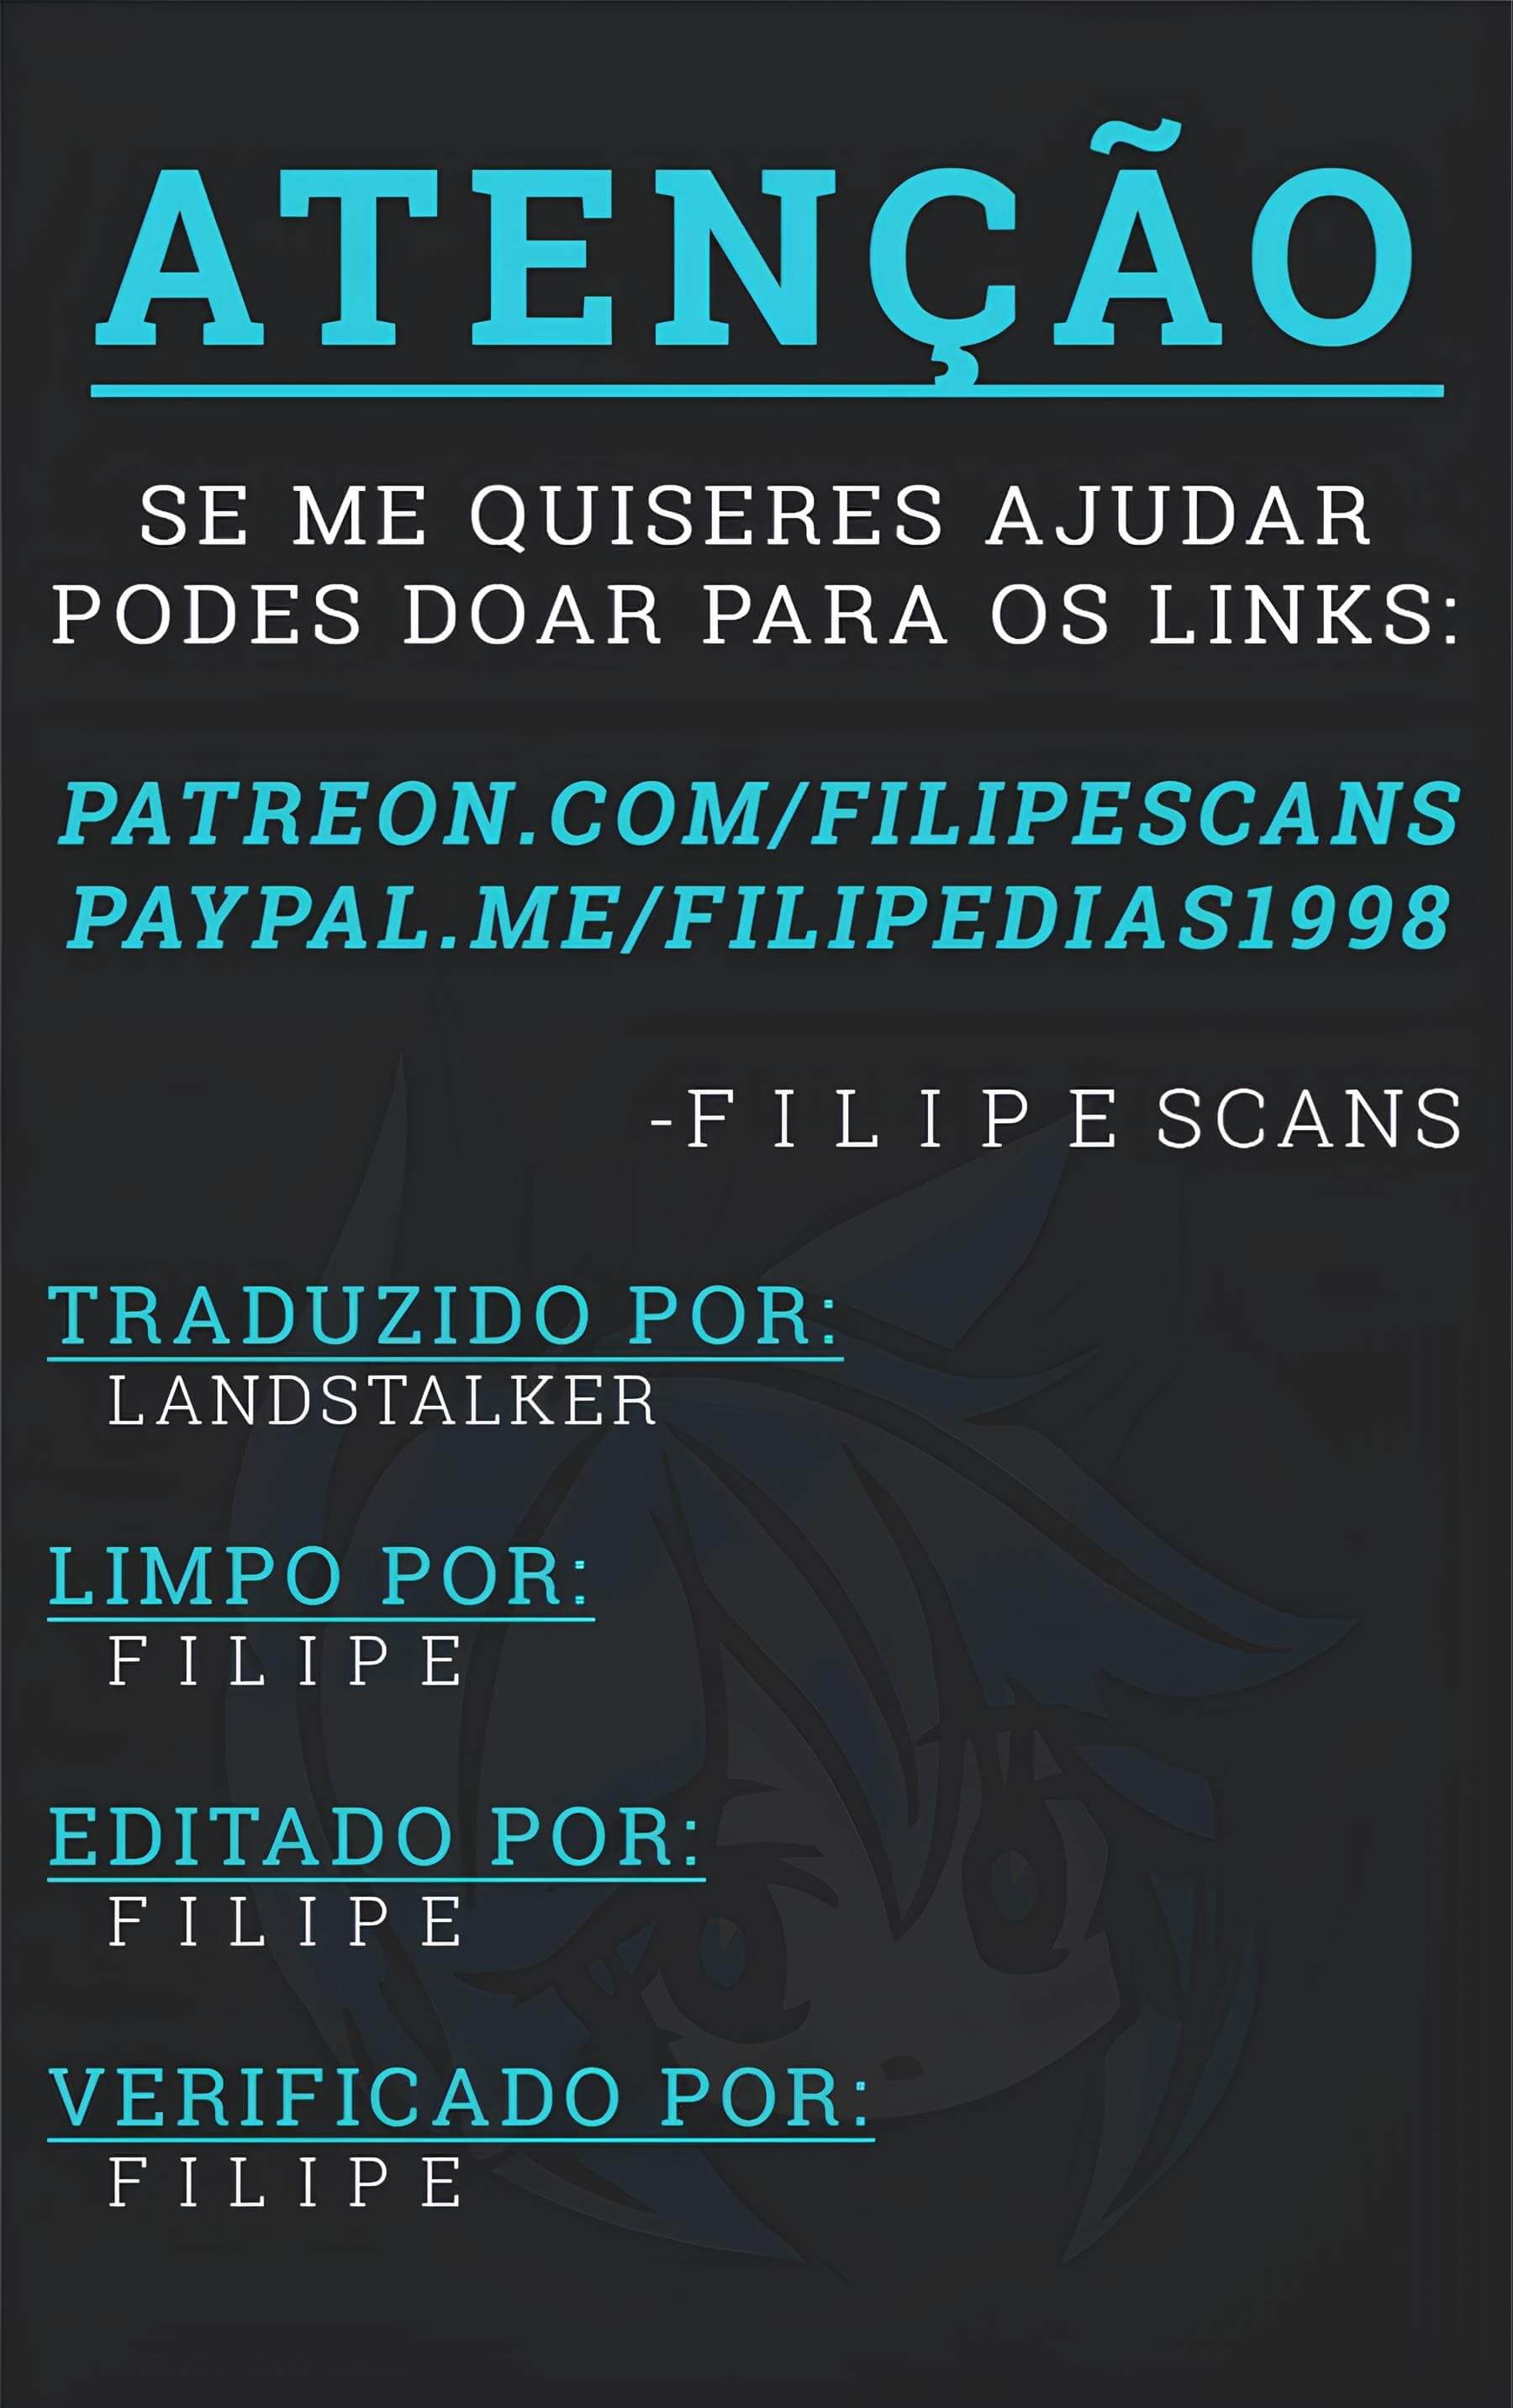 ATENÇÃO
SE ME QUISERES AJUDAR
PODES DOAR PARA OS LINKS:
PATREON.COM/FILIPESCANS
PAYPAL.ME/FILIPEDIAS1998
-F I L I P E SCANS
TRADUZIDO POR:
LANDSTALKER
LIMPO POR:
F I L I P E
EDITADO POR:
F I L I P E
VERIFICADO POR:
F I L I P E